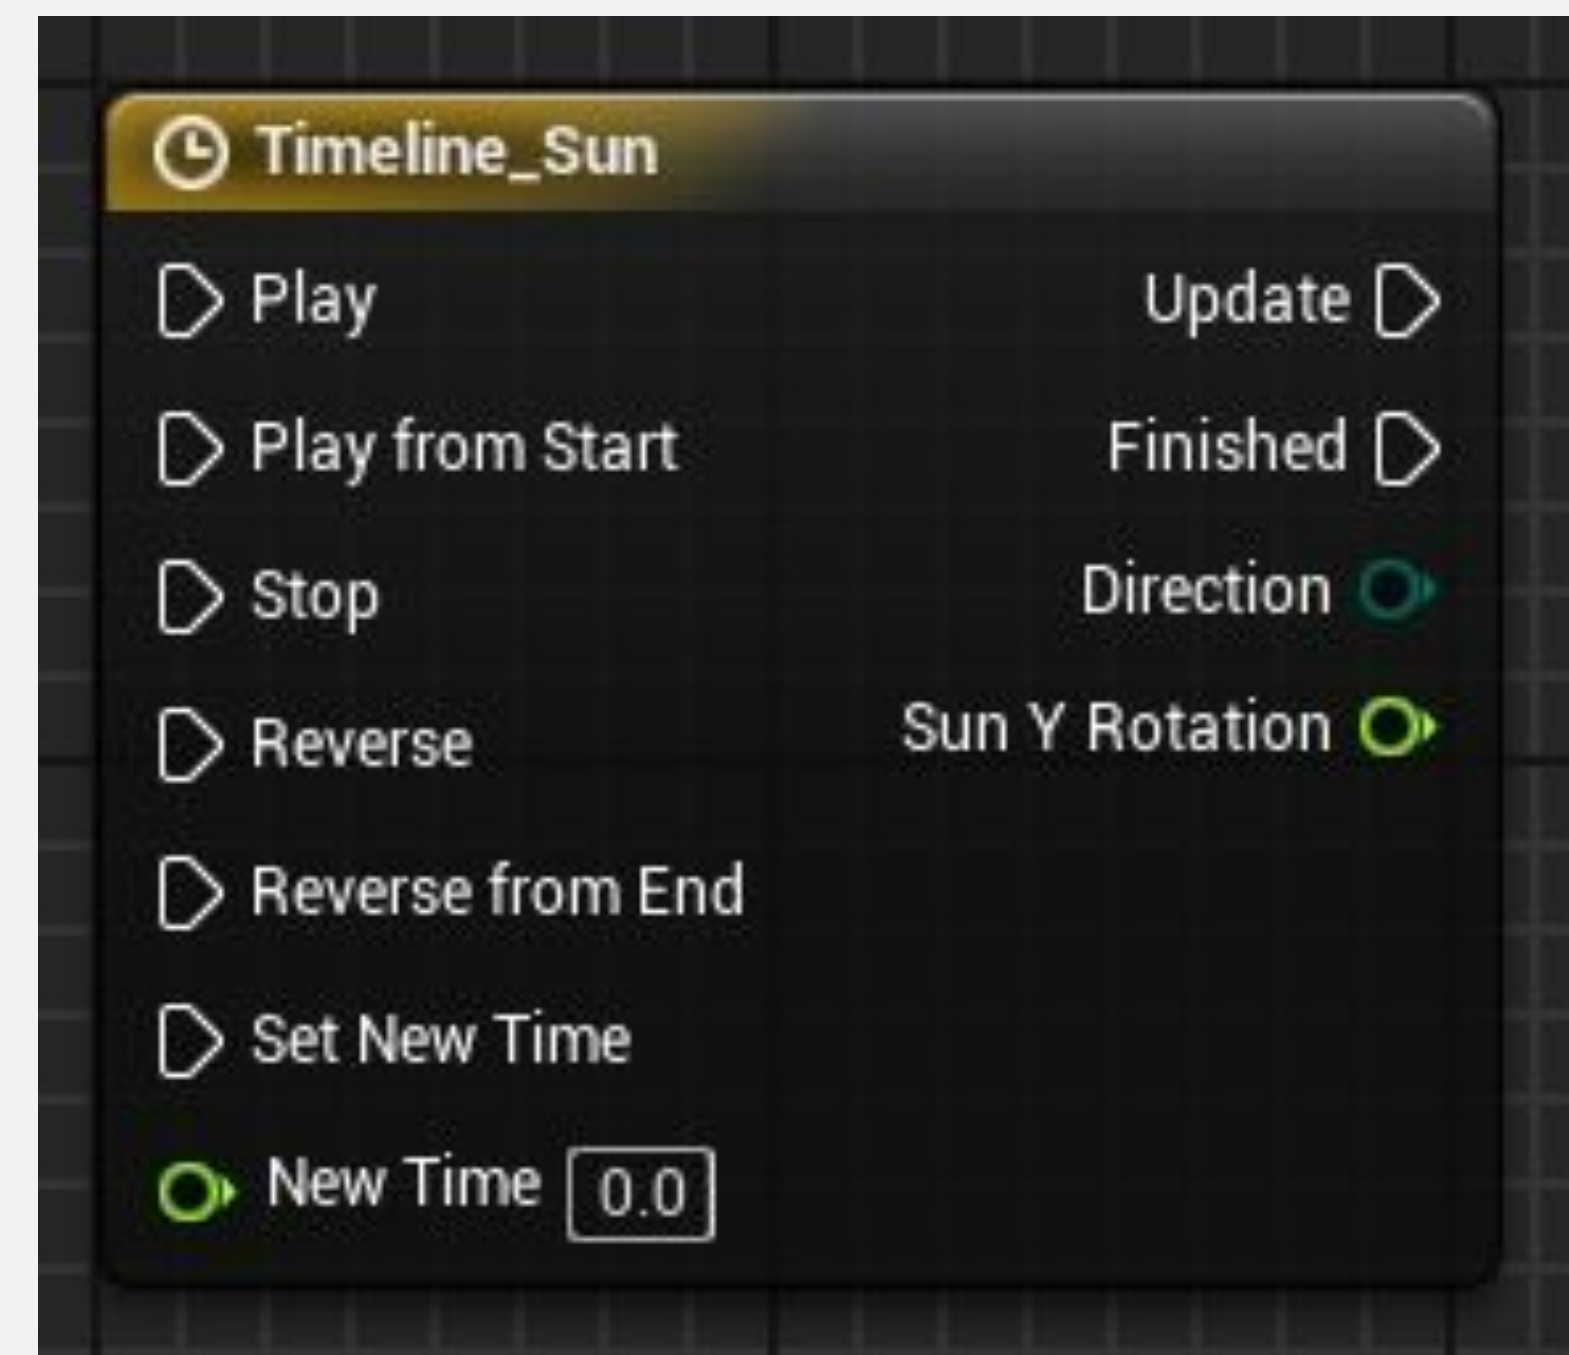 Timeline_Sun
Play
Update
Play from Start
Finished
Stop
Direction
Reverse
Sun Y Rotation
Reverse from End
Set New Time
New Time 0.0